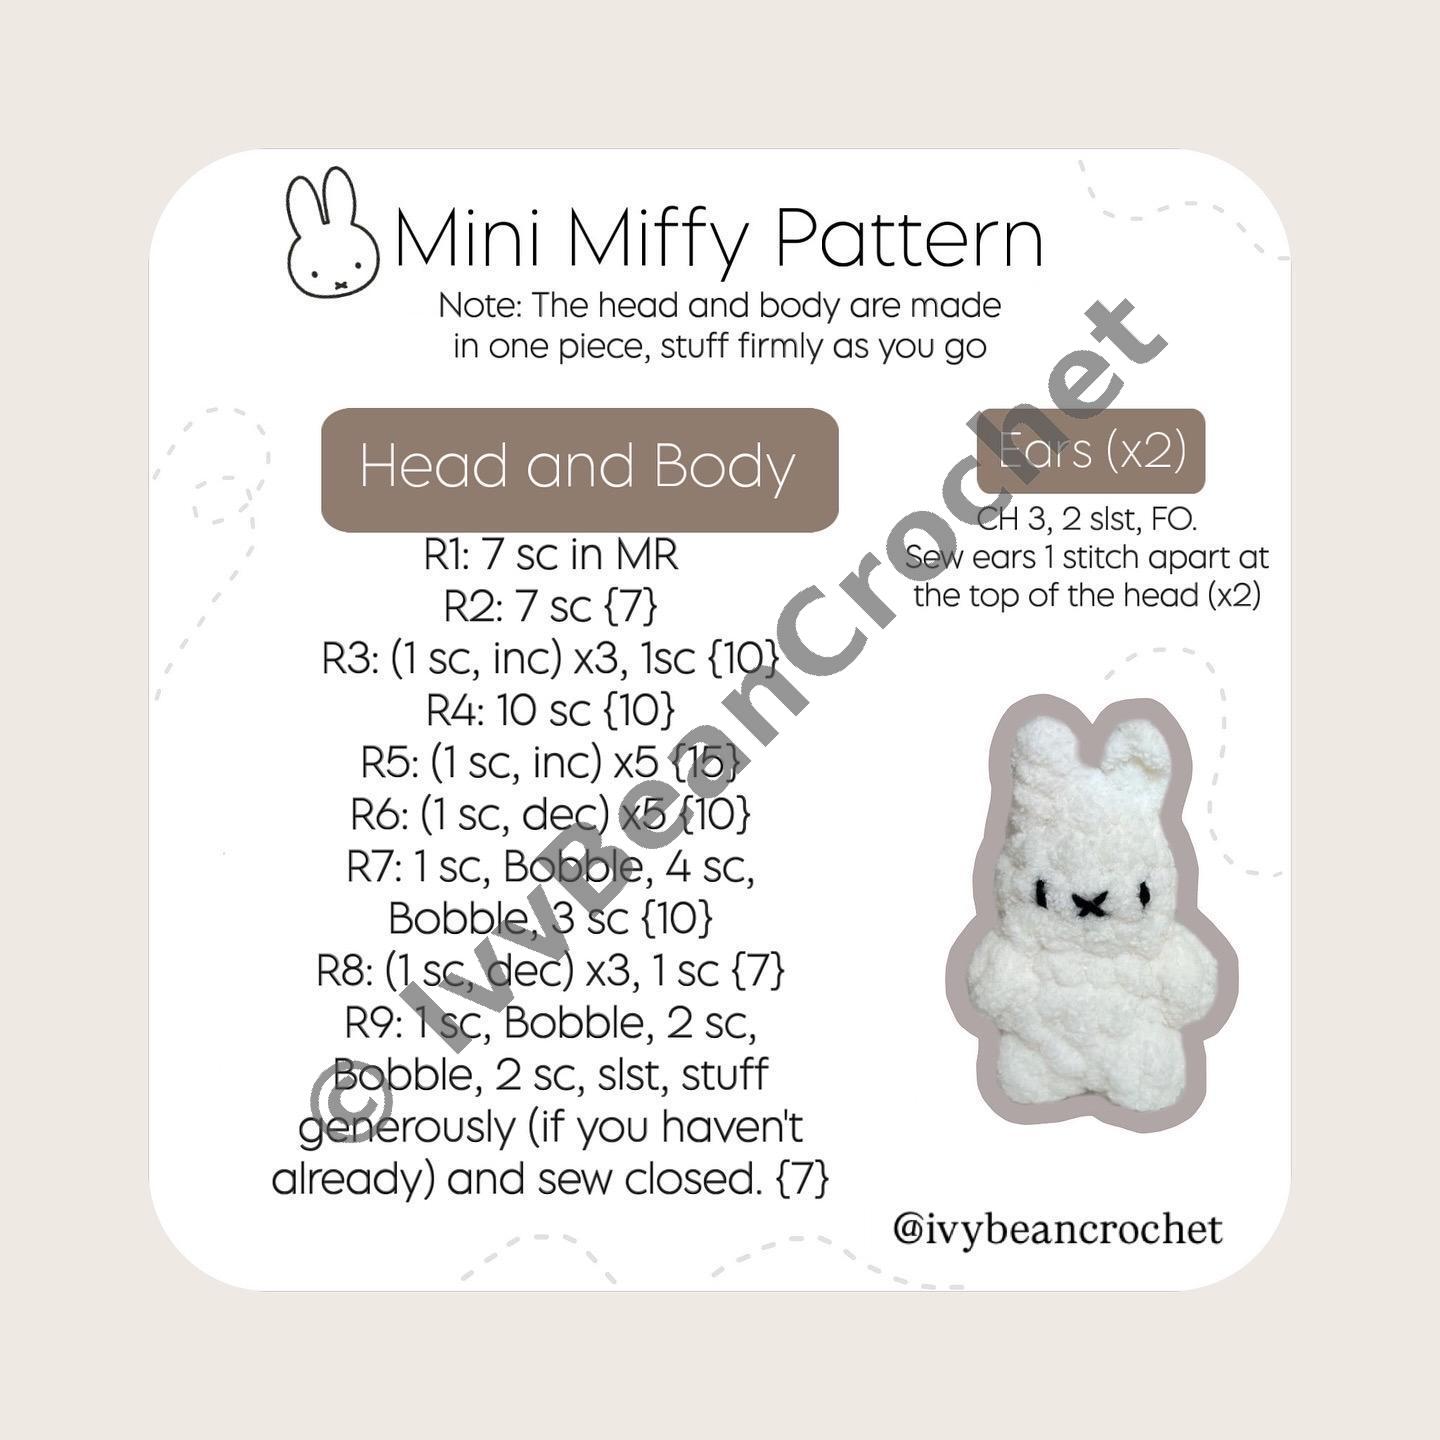 Mini Miffy Pattern
Note: The head and body are made
in one piece, stuff firmly as you go
Head and Body
R1: 7 sc in MR
R2: 7 sc {7}
R3: (1 sc, inc) x3, 1sc {10}
R4: 10 sc {10}
R5: (1 sc, inc) x5 {15}
R6: (1 sc, dec) x5 {10}
R7: 1 sc, Bobble, 4 sc,
Bobble, 3 sc {10}
R8: (1 sc, dec) x3, 1 sc {7}
R9: 1 sc, Bobble, 2 sc,
Bobble, 2 sc, slst, stuff
generously (if you haven't
already) and sew closed. {7}
Ears (x2)
CH 3, 2 slst, FO.
Sew ears 1 stitch apart at
the top of the head (x2)
@ivybeancrochet
© IvyBeanCrochet